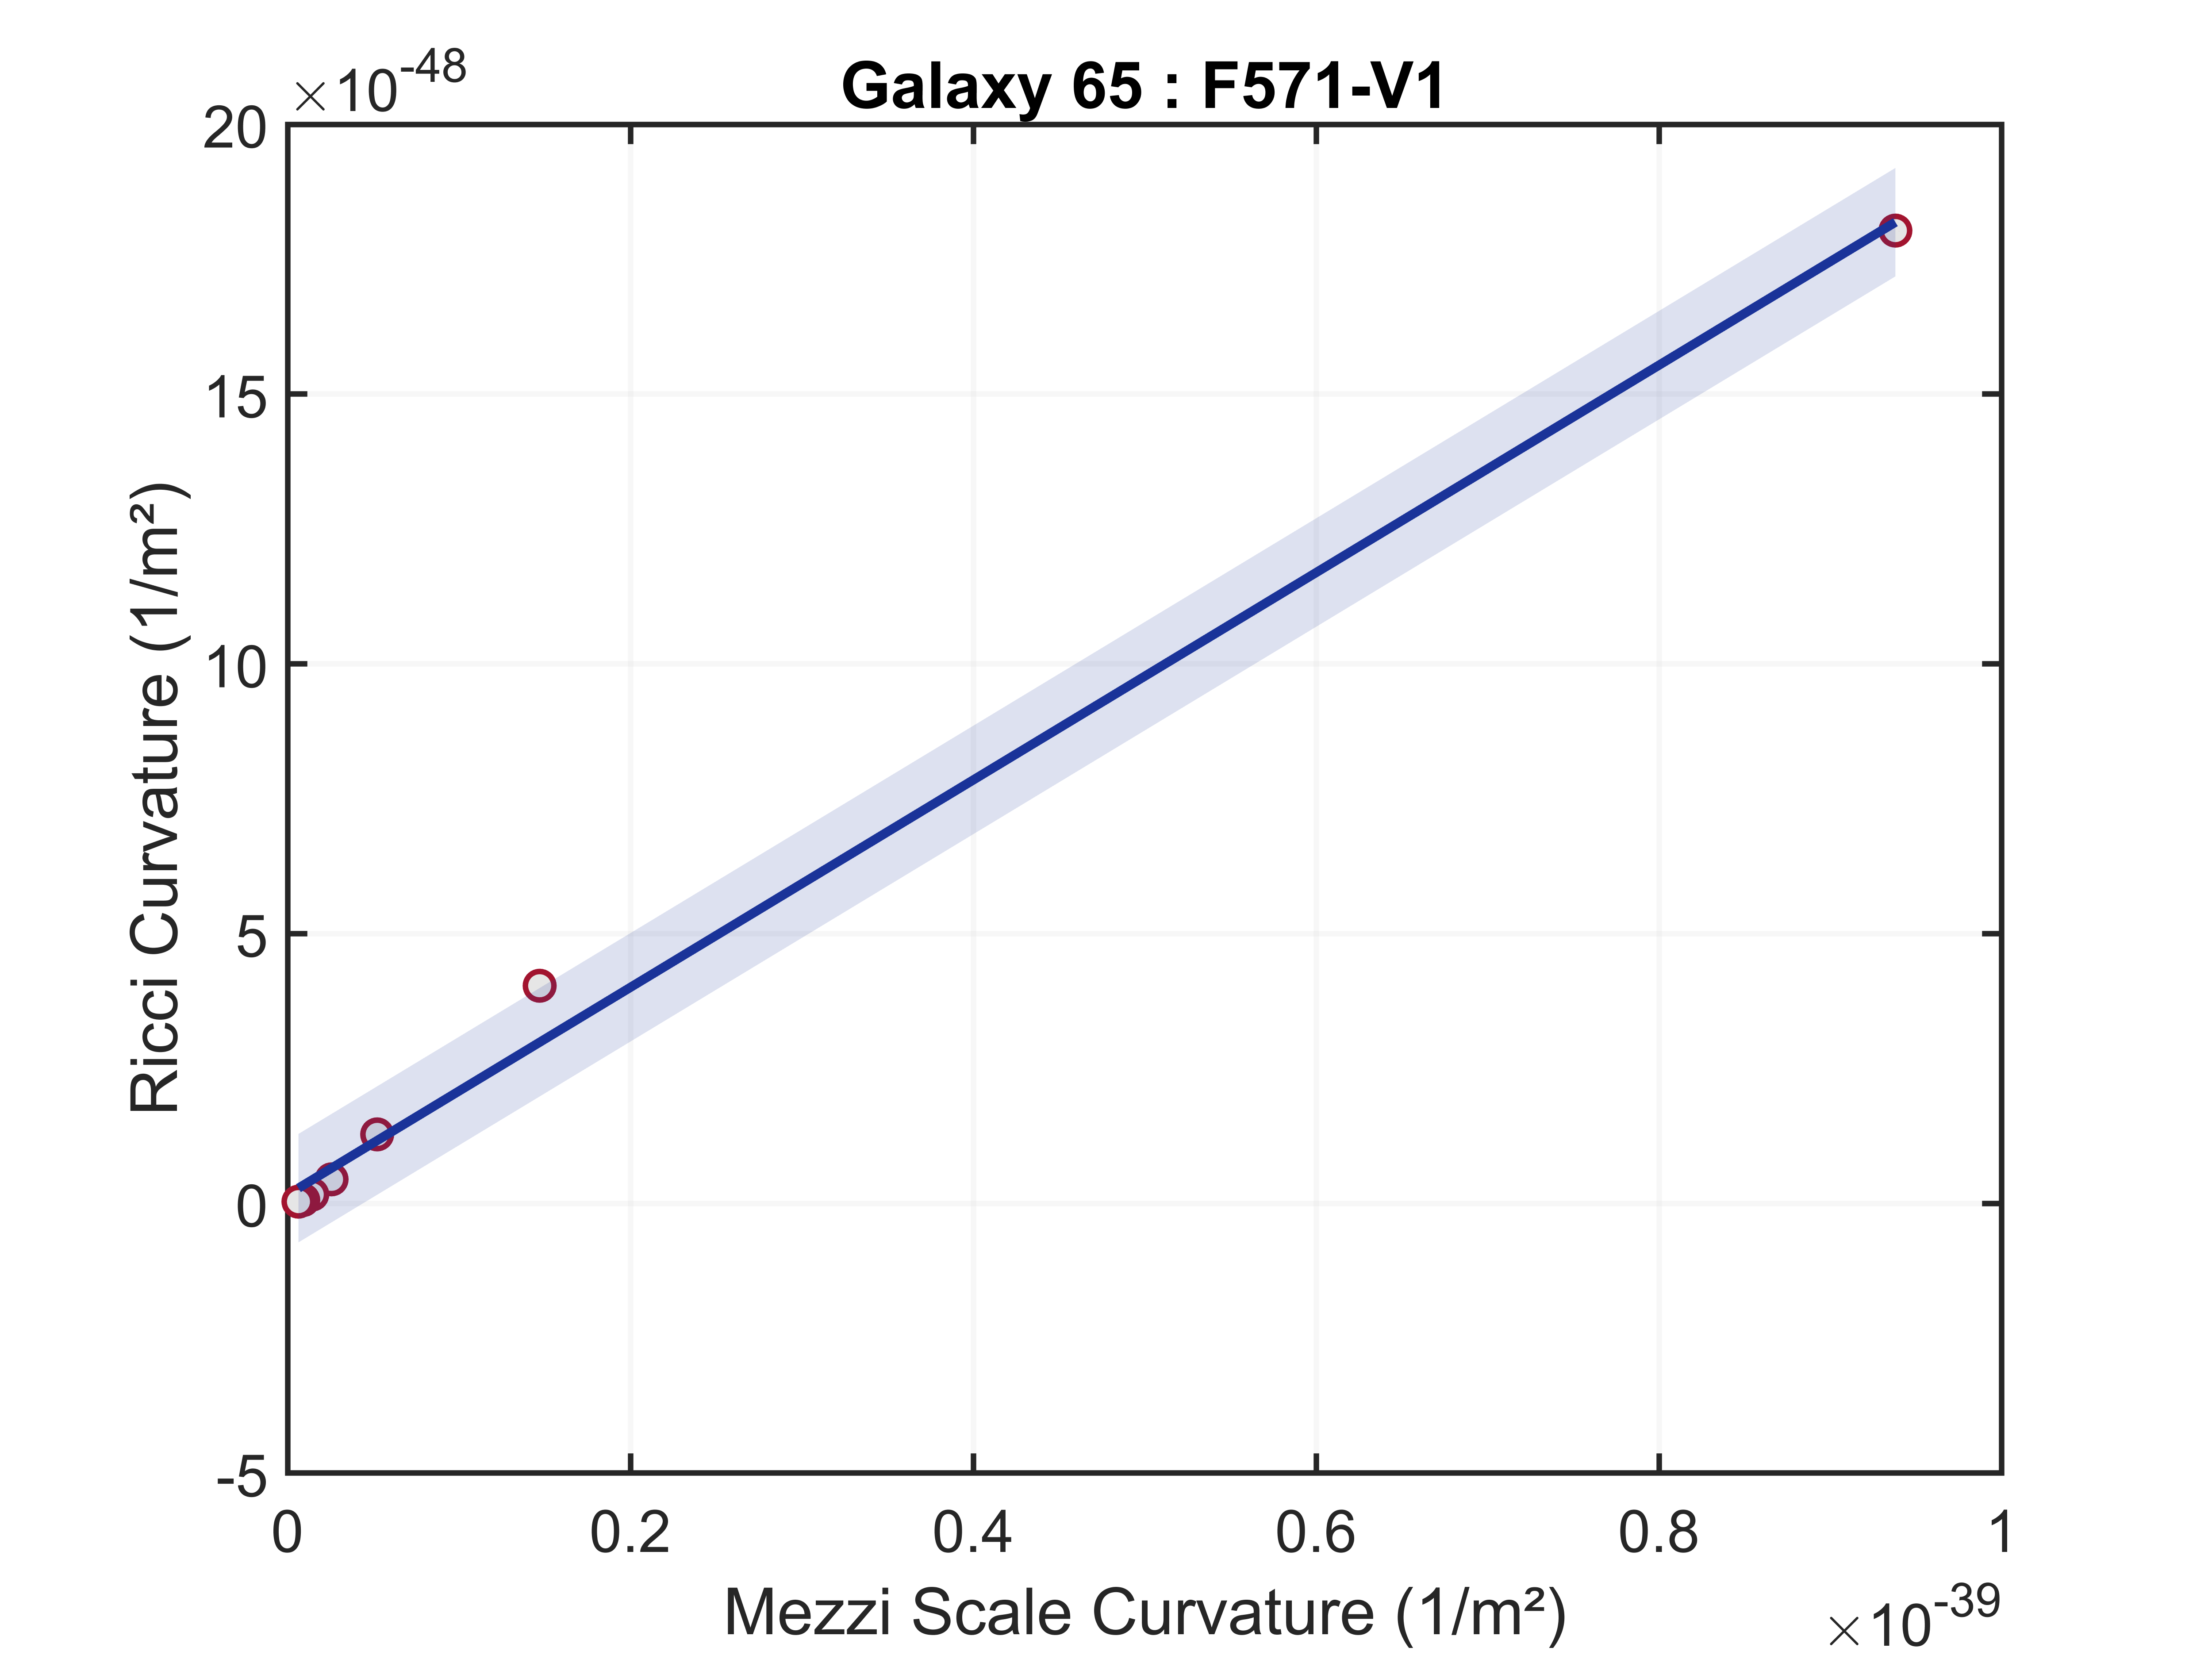 ×10⁻⁴⁸
Galaxy 65 : F571-V1
20
15
10
5
0
-5
Ricci Curvature (1/m²)
0 0.2 0.4 0.6 0.8 1
Mezzi Scale Curvature (1/m²)
×10⁻³⁹